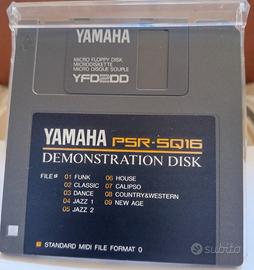 YAMAHA
MICRO FLOPPY DISK
MICRODISKETTE
MICRO DISQUE SOUPLE
YFD2DD
YAMAHA PSR-SQ16
DEMONSTRATION DISK
FILE# 01 FUNK 06 HOUSE
02 CLASSIC 07 CALIPSO
03 DANCE 08 COUNTRY&WESTERN
04 JAZZ 1 09 NEW AGE
05 JAZZ 2
STANDARD MIDI FILE FORMAT 0
subito